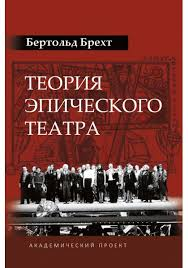 Бертольд Брехт
ТЕОРИЯ
ЭПИЧЕСКОГО
ТЕАТРА
АКАДЕМИЧЕСКИЙ ПРОЕКТ